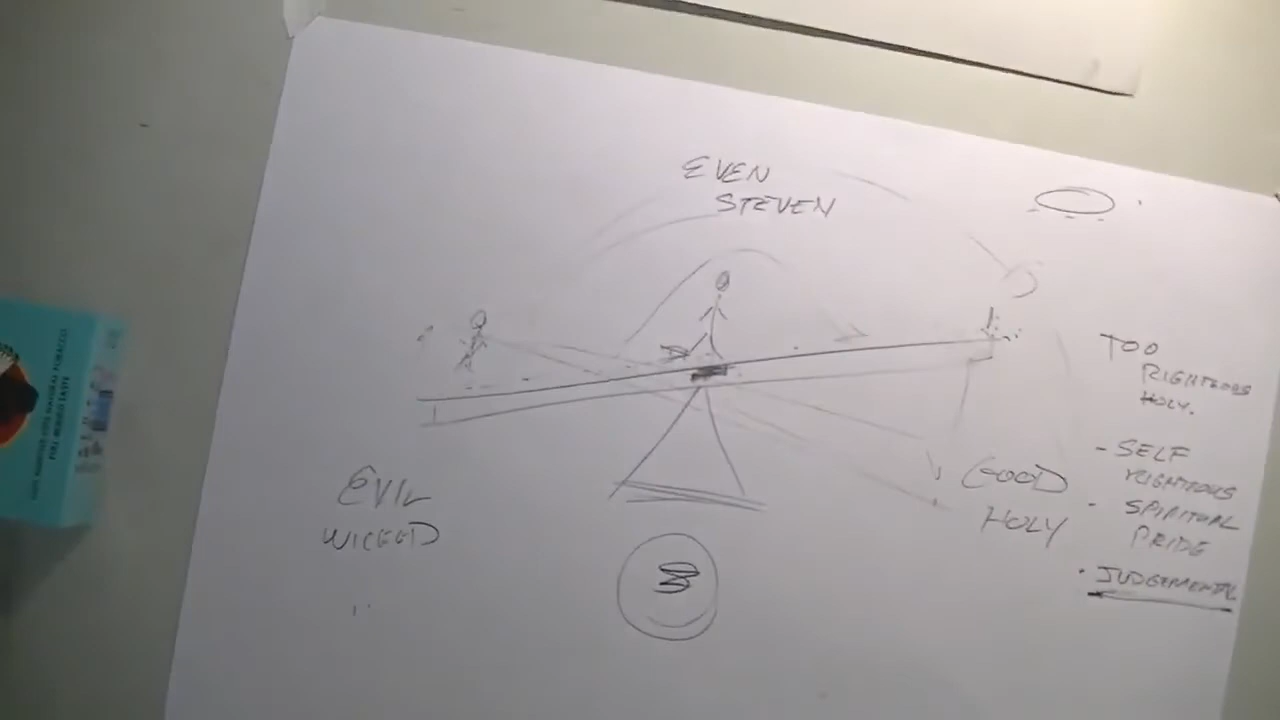 EVEN
STEVEN
TOO
RIGHTEOUS
HOLY.
- SELF
RIGHTEOUS
- SPIRITUAL
PRIDE
• JUDGEMENTAL
GOOD
HOLY
EVIL
WICKED